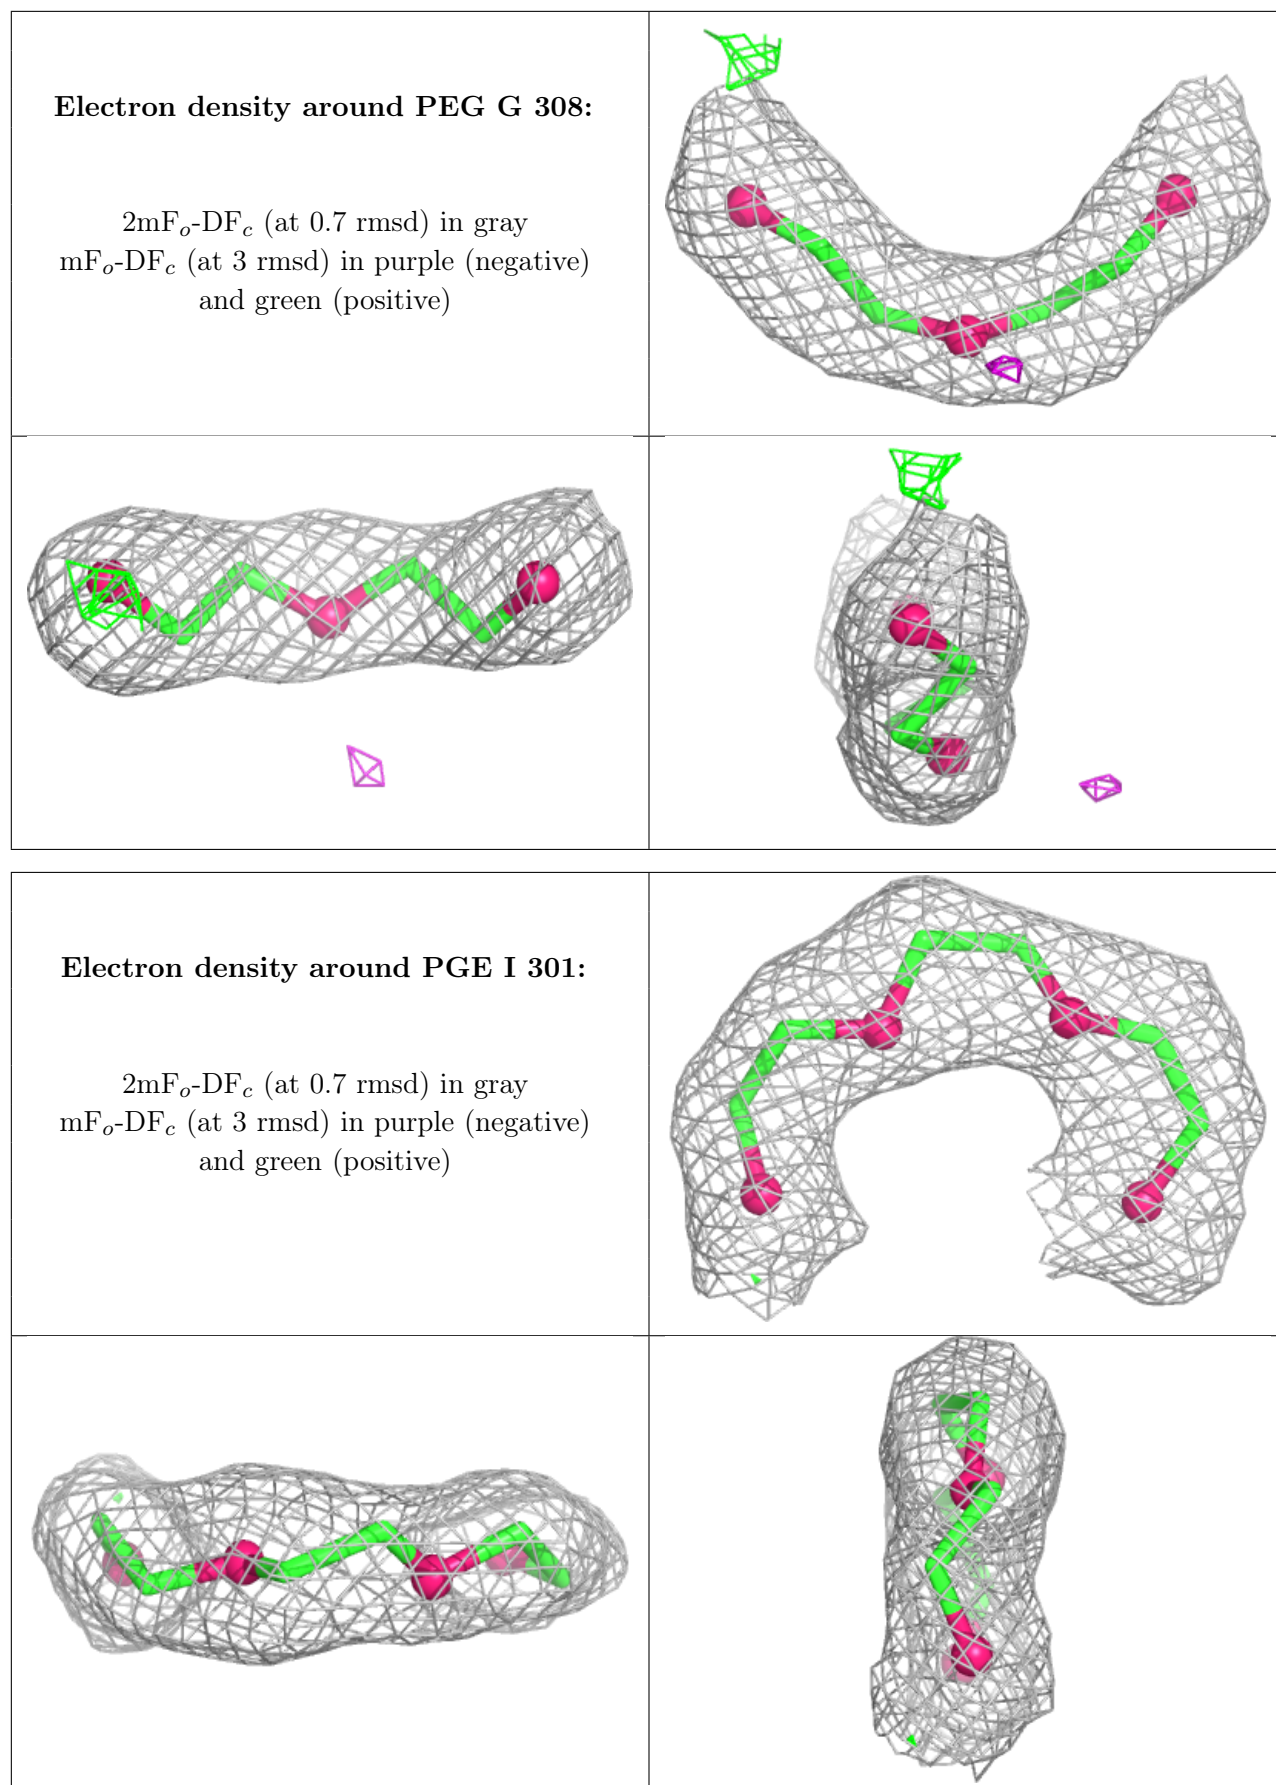 Electron density around PEG G 308:
2mFo-DFc (at 0.7 rmsd) in gray
mFo-DFc (at 3 rmsd) in purple (negative)
and green (positive)
Electron density around PGE I 301:
2mFo-DFc (at 0.7 rmsd) in gray
mFo-DFc (at 3 rmsd) in purple (negative)
and green (positive)